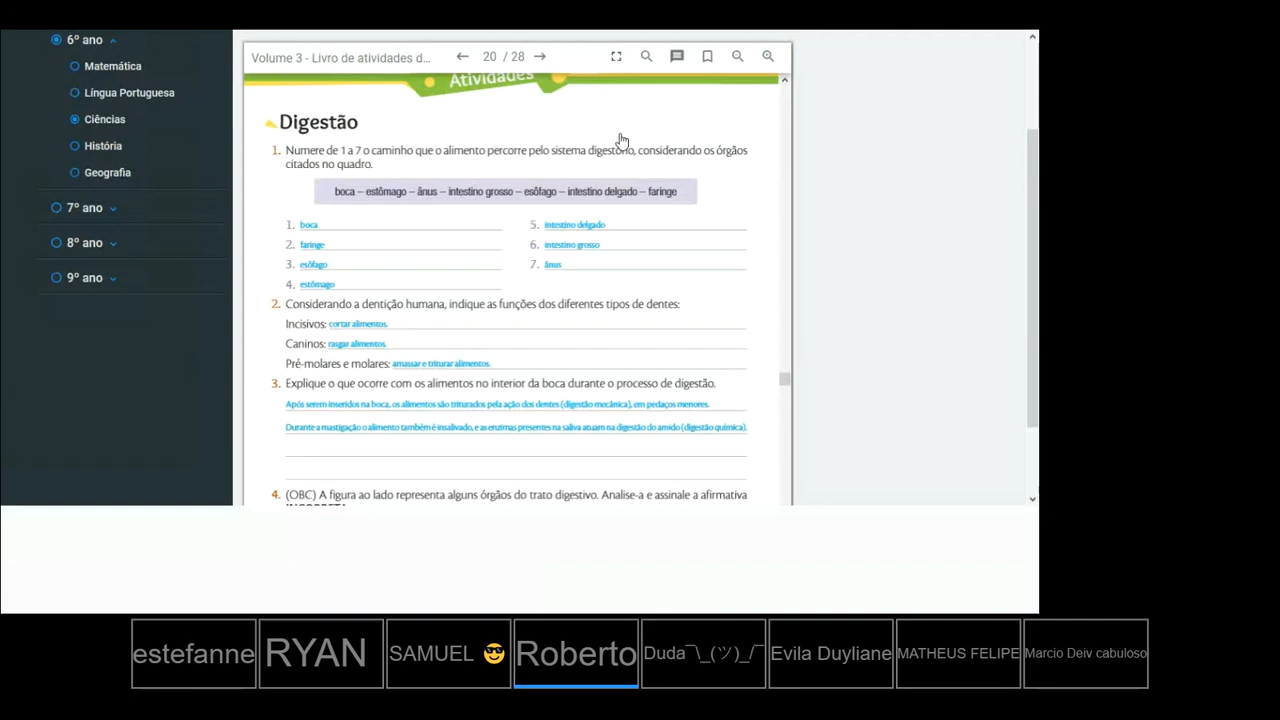 6º ano
Matemática
Língua Portuguesa
Ciências
História
Geografia
7º ano
8º ano
9º ano
Volume 3 - Livro de atividades d...
20 / 28
Atividades
Digestão
1. Numere de 1 a 7 o caminho que o alimento percorre pelo sistema digestório, considerando os órgãos
citados no quadro.
boca – estômago – ânus – intestino grosso – esôfago – intestino delgado – faringe
1. boca
2. faringe
3. esôfago
4. estômago
5. intestino delgado
6. intestino grosso
7. ânus
2. Considerando a dentição humana, indique as funções dos diferentes tipos de dentes:
Incisivos: cortar alimentos.
Caninos: rasgar alimentos.
Pré-molares e molares: amassar e triturar alimentos.
3. Explique o que ocorre com os alimentos no interior da boca durante o processo de digestão.
Após serem inseridos na boca, os alimentos são triturados pela ação dos dentes (digestão mecânica), em pedaços menores.
Durante a mastigação o alimento também é insalivado, e as enzimas presentes na saliva atuam na digestão do amido (digestão química).
4. (OBC) A figura ao lado representa alguns órgãos do trato digestivo. Analise-a e assinale a afirmativa
INCORRETA
estefanne
RYAN
SAMUEL 😎
Roberto
Duda¯\_(ツ)_/¯
Evila Duyliane
MATHEUS FELIPE
Marcio Deiv cabuloso